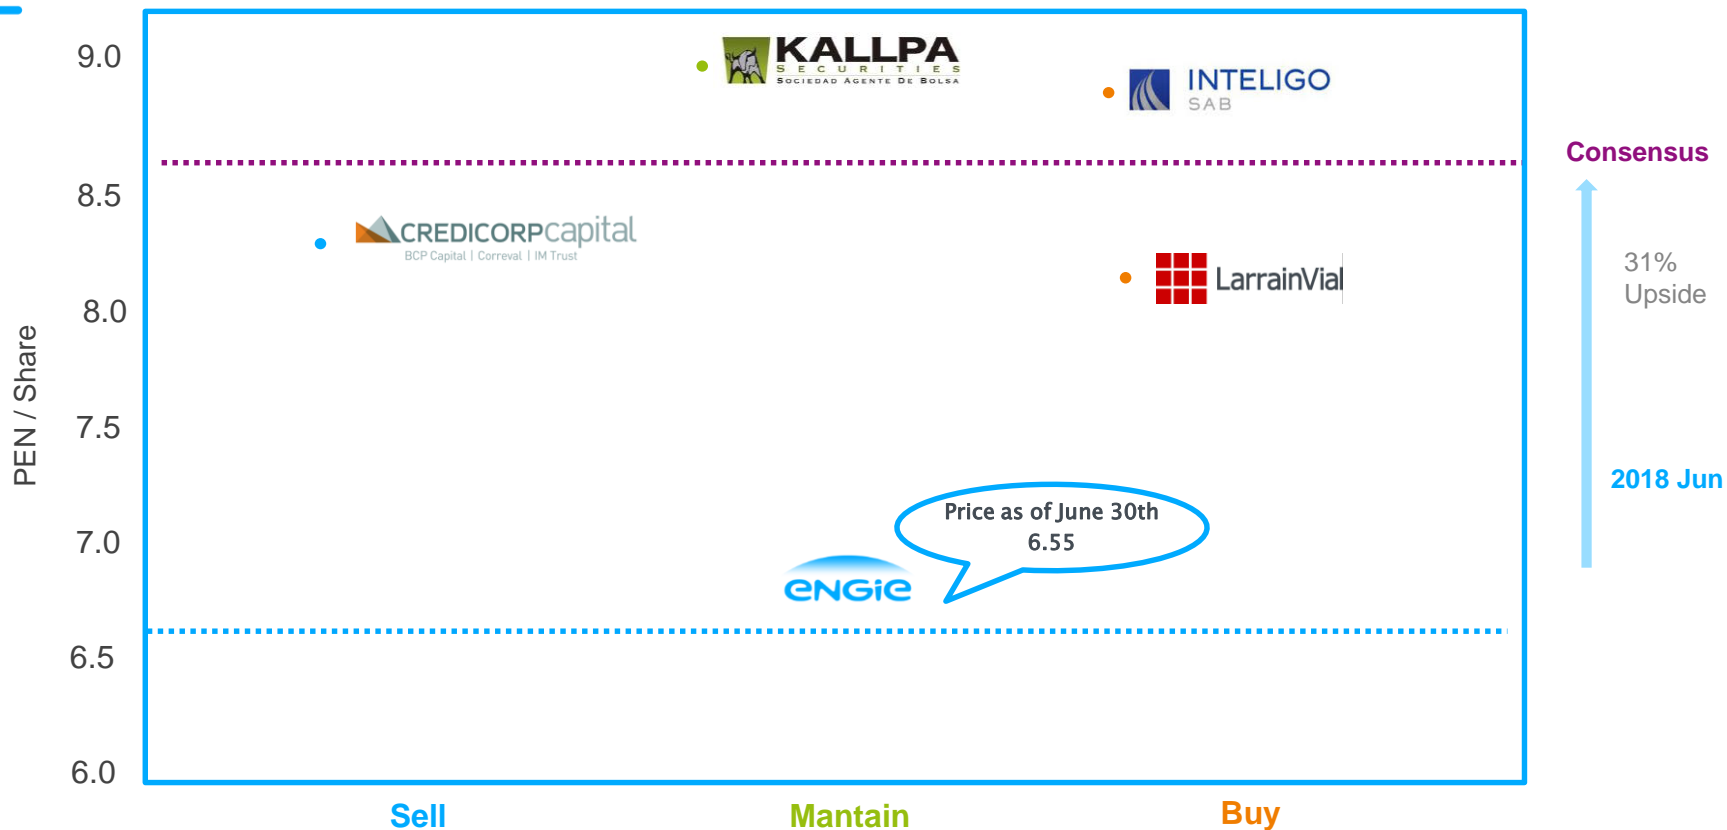 9.0
8.5
8.0
7.5
7.0
6.5
6.0
PEN / Share
KALLPA
SECURITIES
SOCIEDAD AGENTE DE BOLSA
INTELIGO
SAB
CREDICORPCapital
BCP Capital | Correval | IM Trust
LarrainVial
Price as of June 30th
6.55
ENGIE
Consensus
31%
Upside
2018 Jun
Sell
Mantain
Buy